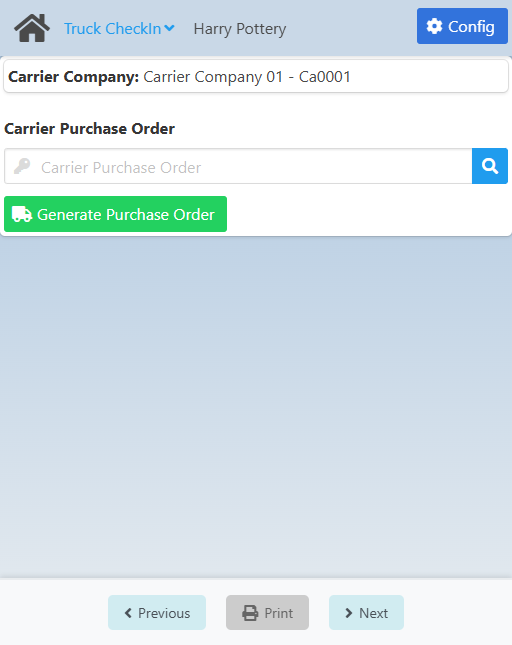 Truck CheckIn Harry Pottery Config
Carrier Company: Carrier Company 01 - Ca0001
Carrier Purchase Order
Carrier Purchase Order
Generate Purchase Order
Previous Print Next